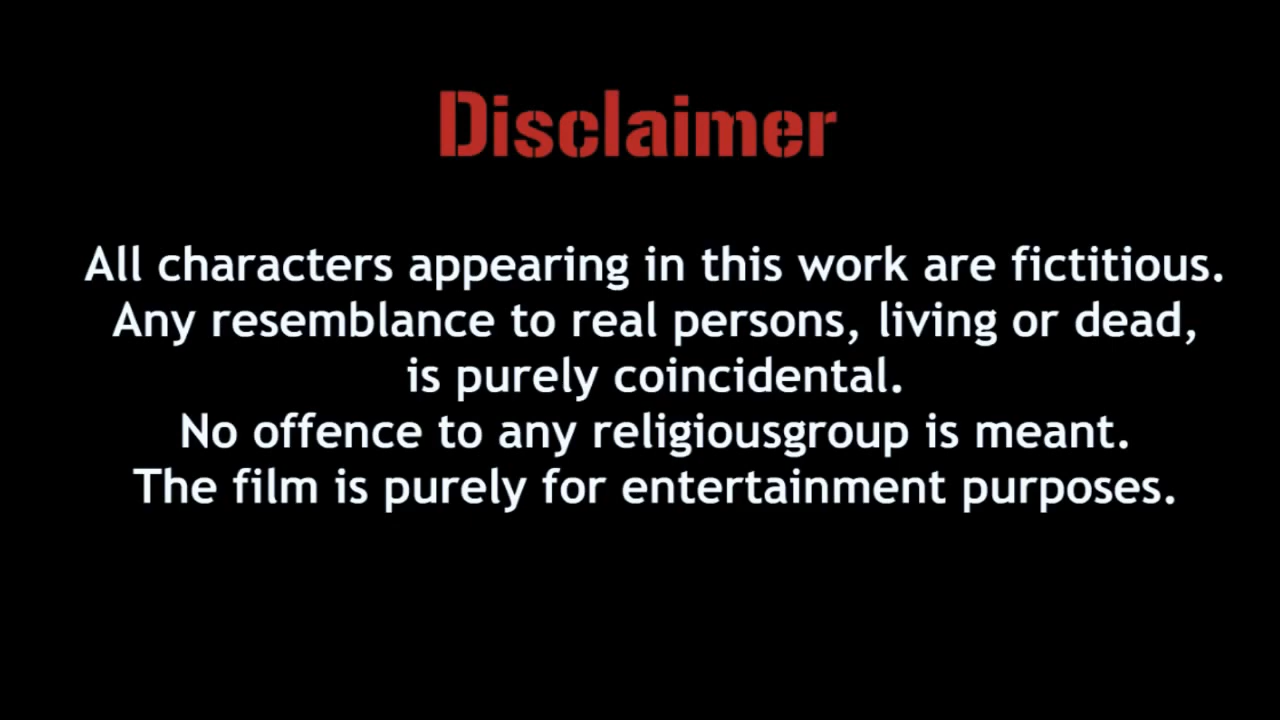 Disclaimer
All characters appearing in this work are fictitious.
Any resemblance to real persons, living or dead,
is purely coincidental.
No offence to any religiousgroup is meant.
The film is purely for entertainment purposes.